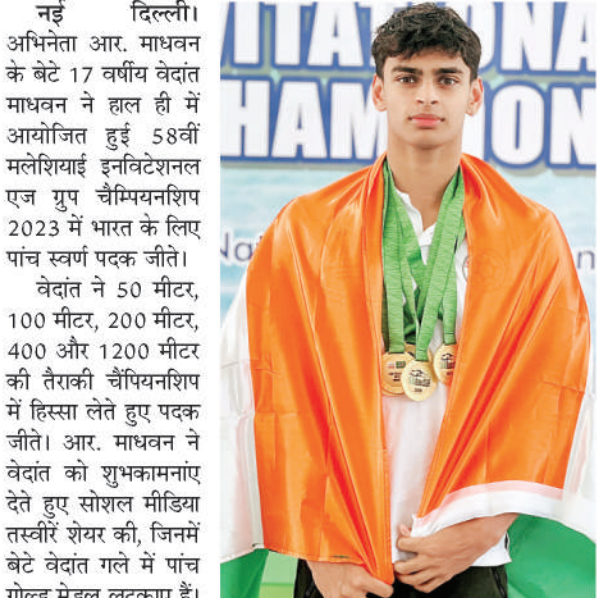 नई दिल्ली।
अभिनेता आर. माधवन
के बेटे 17 वर्षीय वेदांत
माधवन ने हाल ही में
आयोजित हुई 58वीं
मलेशियाई इनविटेशनल
एज ग्रुप चैम्पियनशिप
2023 में भारत के लिए
पांच स्वर्ण पदक जीते।
वेदांत ने 50 मीटर,
100 मीटर, 200 मीटर,
400 और 1200 मीटर
की तैराकी चैंपियनशिप
में हिस्सा लेते हुए पदक
जीते। आर. माधवन ने
वेदांत को शुभकामनाएं
देते हुए सोशल मीडिया
तस्वीरें शेयर की, जिनमें
बेटे वेदांत गले में पांच
गोल्ड मेडल लटकाए हैं।
VITATIONA
HAMPION